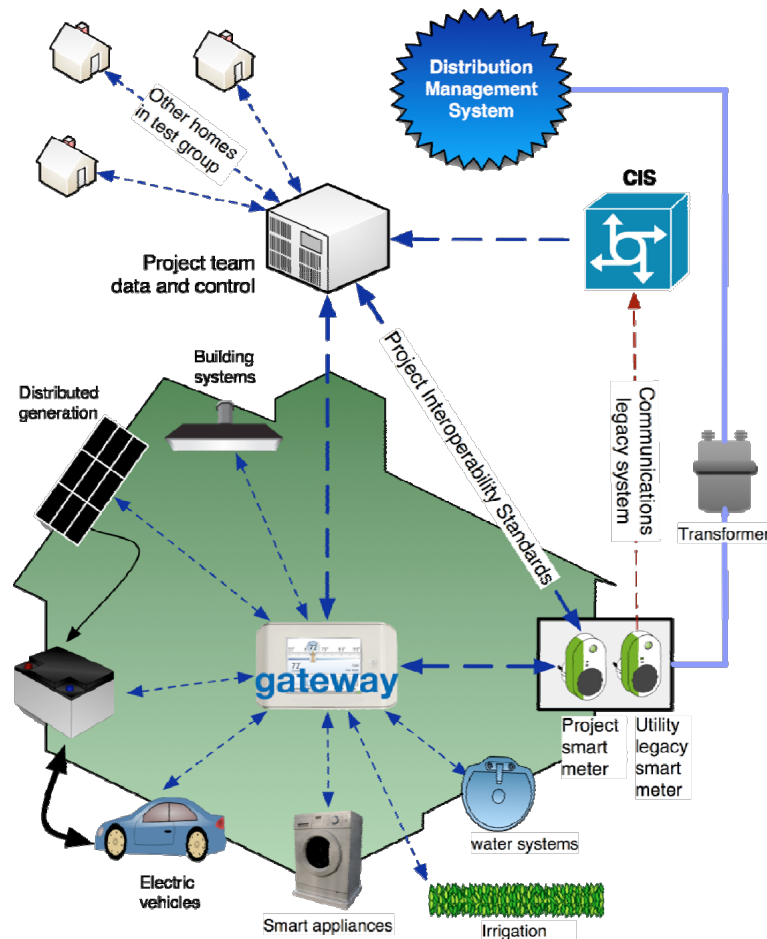 Distribution
Management
System
Other homes
in test group
CIS
Project team
data and control
Building
systems
Distributed
generation
Project Interoperability Standards
Communications
legacy system
Transformer
gateway
77
Project
smart
meter
Utility
legacy
smart
meter
water systems
Electric
vehicles
Smart appliances
Irrigation